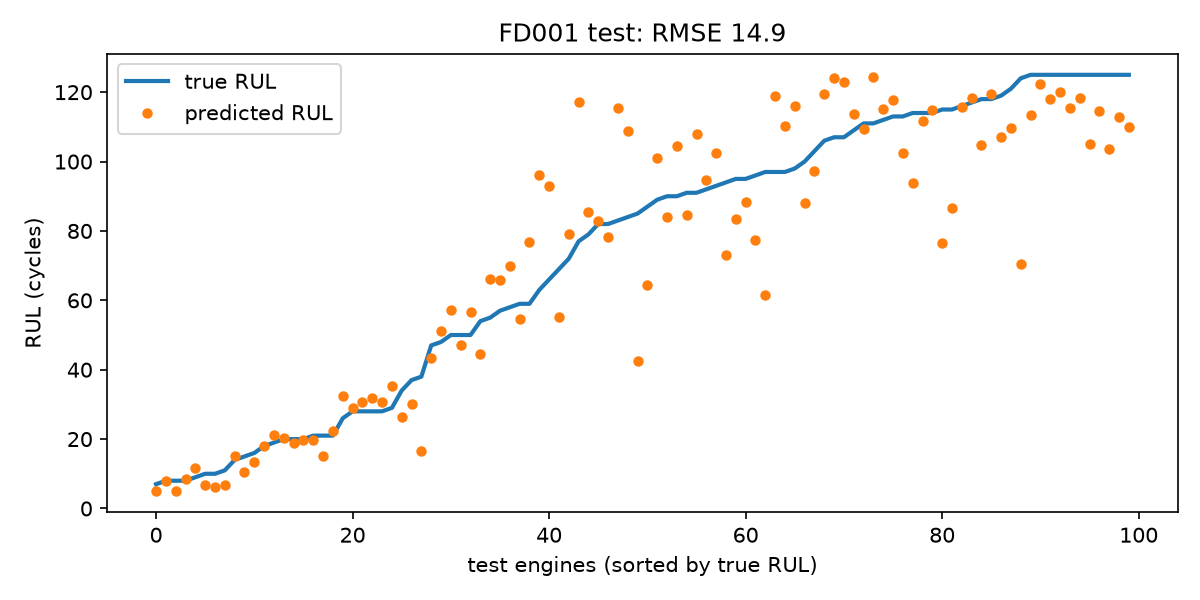 FD001 test: RMSE 14.9
true RUL
predicted RUL
RUL (cycles)
120
100
80
60
40
20
0
0 20 40 60 80 100
test engines (sorted by true RUL)